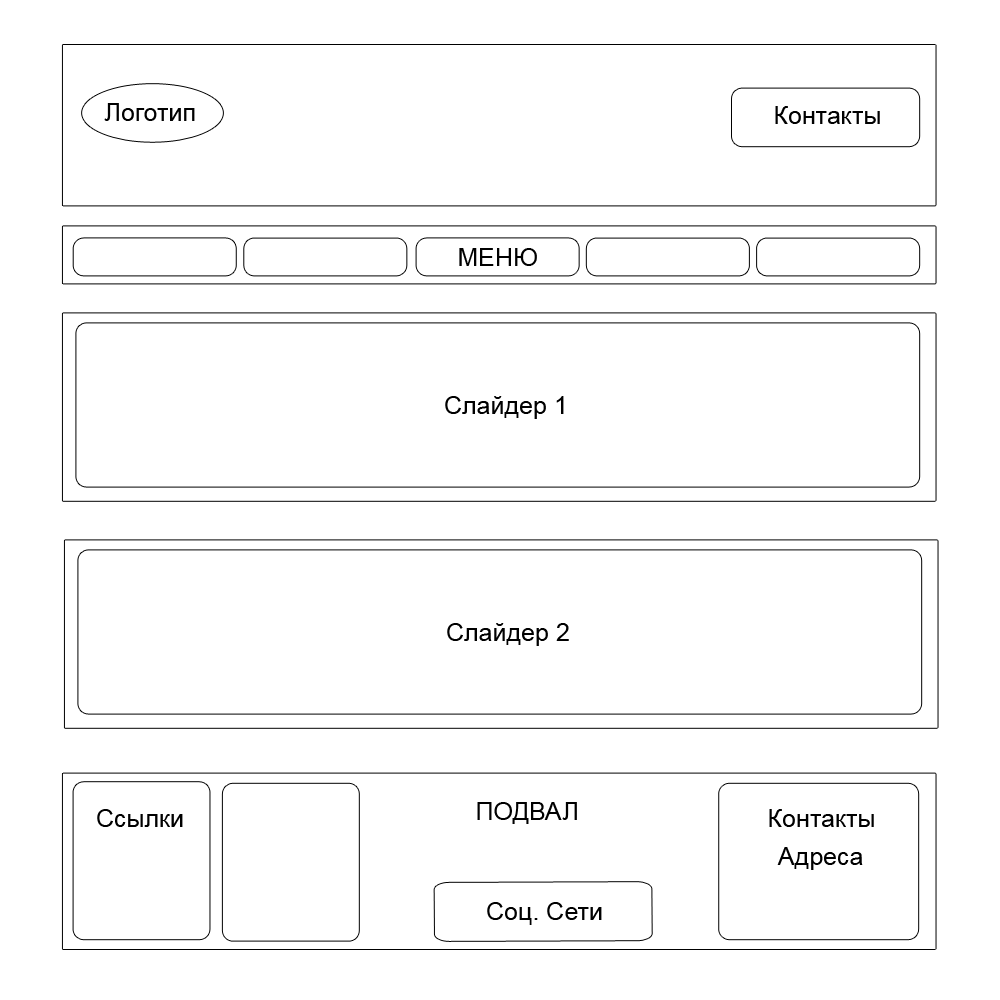 Логотип
Контакты
МЕНЮ
Слайдер 1
Слайдер 2
Ссылки
ПОДВАЛ
Контакты
Адреса
Соц. Сети